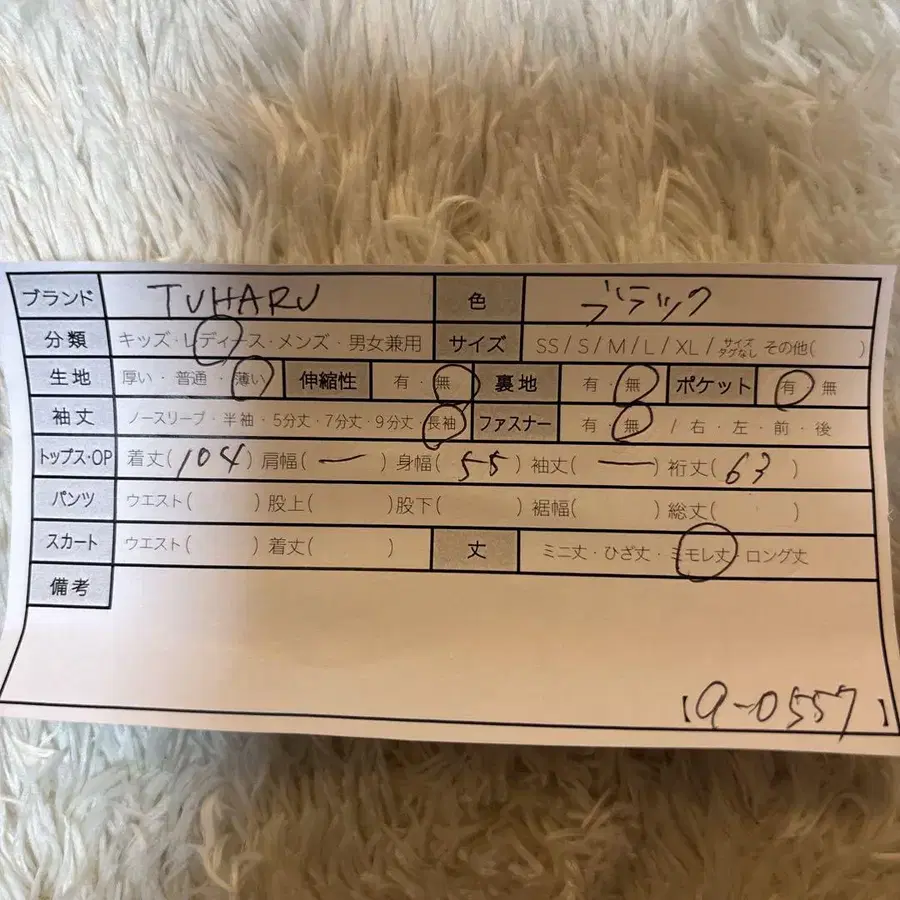 ブランド TUHARU 色 ブラック
分類 キッズ・レディース・メンズ・男女兼用 サイズ SS / S / M / L / XL / サイズタグなし その他( )
生地 厚い・普通・薄い 伸縮性 有・無 裏地 有・無 ポケット 有・無
袖丈 ノースリーブ・半袖・5分丈・7分丈・9分丈・長袖 ファスナー 有・無 / 右・左・前・後
トップス・OP 着丈(104) 肩幅(ー) 身幅(55) 袖丈(ー) 裄丈(63)
パンツ ウエスト( ) 股上( ) 股下( ) 裾幅( ) 総丈( )
スカート ウエスト( ) 着丈( ) 丈 ミニ丈・ひざ丈・ミモレ丈・ロング丈
備考
【9-0557】